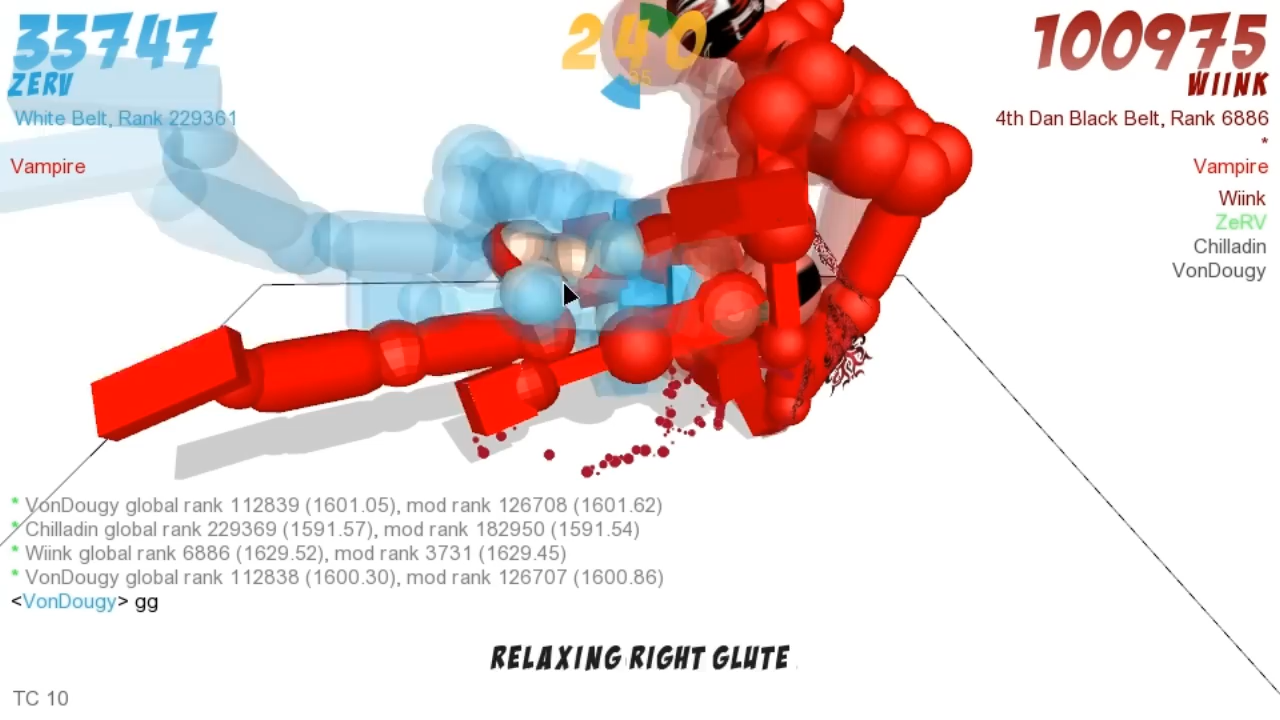 33747
ZERV
White Belt, Rank 229361
Vampire
240
35
100975
WIINK
4th Dan Black Belt, Rank 6886
*
Vampire
Wiink
ZeRV
Chilladin
VonDougy
* VonDougy global rank 112839 (1601.05), mod rank 126708 (1601.62)
* Chilladin global rank 229369 (1591.57), mod rank 182950 (1591.54)
* Wiink global rank 6886 (1629.52), mod rank 3731 (1629.45)
* VonDougy global rank 112838 (1600.30), mod rank 126707 (1600.86)
<VonDougy> gg
RELAXING RIGHT GLUTE
TC 10